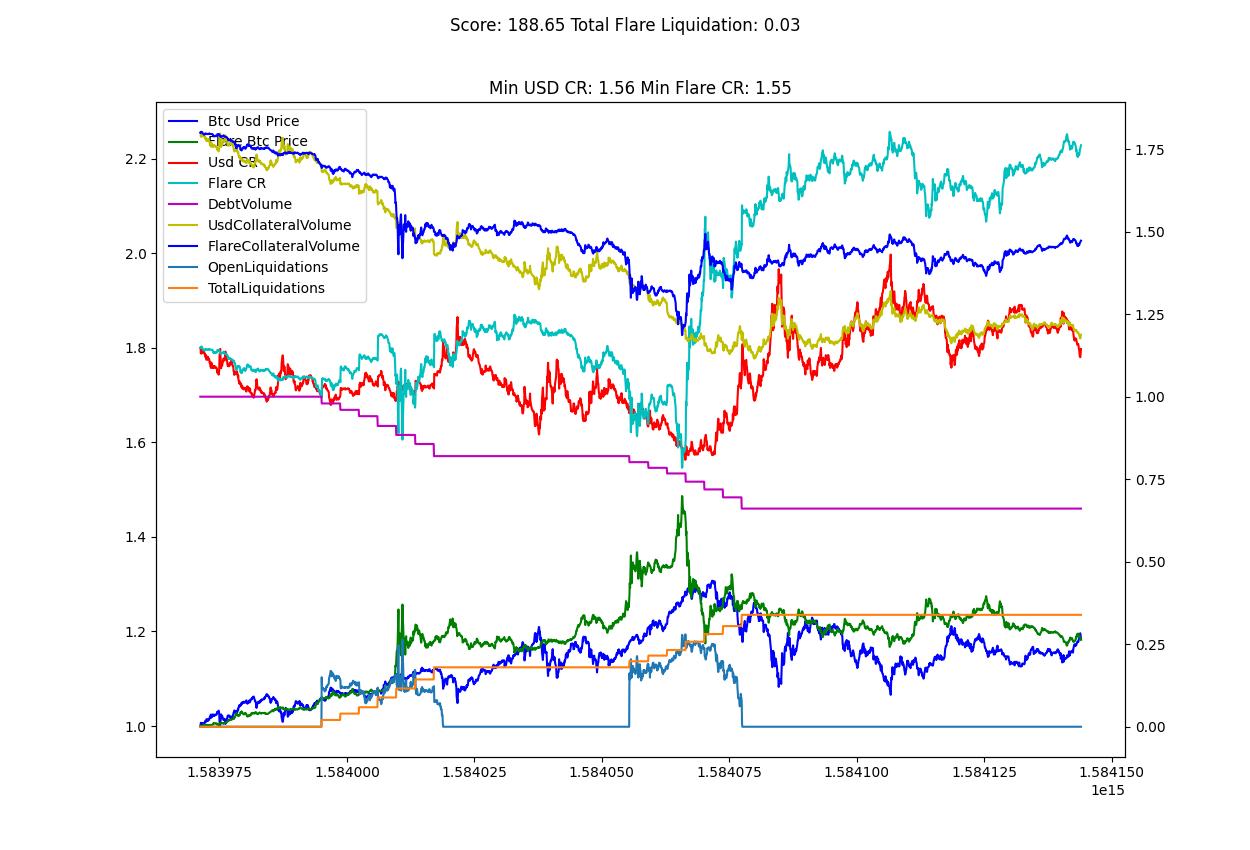 Score: 188.65 Total Flare Liquidation: 0.03
Min USD CR: 1.56 Min Flare CR: 1.55
Btc Usd Price
Flare Btc Price
Usd CR
Flare CR
DebtVolume
UsdCollateralVolume
FlareCollateralVolume
OpenLiquidations
TotalLiquidations
2.2
2.0
1.8
1.6
1.4
1.2
1.0
1.75
1.50
1.25
1.00
0.75
0.50
0.25
0.00
1.583975 1.584000 1.584025 1.584050 1.584075 1.584100 1.584125 1.584150
1e15